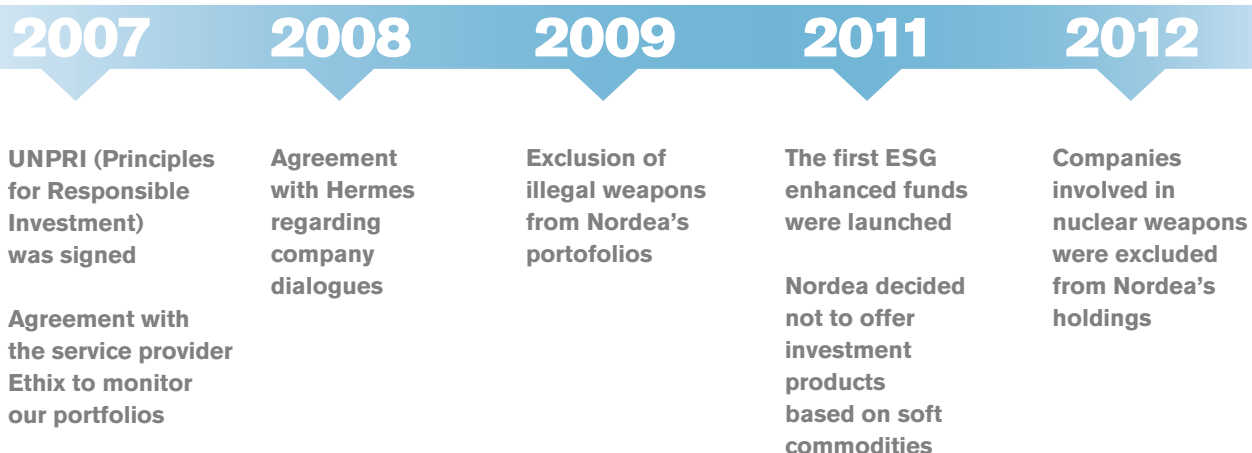 2007
UNPRI (Principles
for Responsible
Investment)
was signed
Agreement with
the service provider
Ethix to monitor
our portfolios
2008
Agreement
with Hermes
regarding
company
dialogues
2009
Exclusion of
illegal weapons
from Nordea's
portofolios
2011
The first ESG
enhanced funds
were launched
Nordea decided
not to offer
investment
products
based on soft
commodities
2012
Companies
involved in
nuclear weapons
were excluded
from Nordea's
holdings